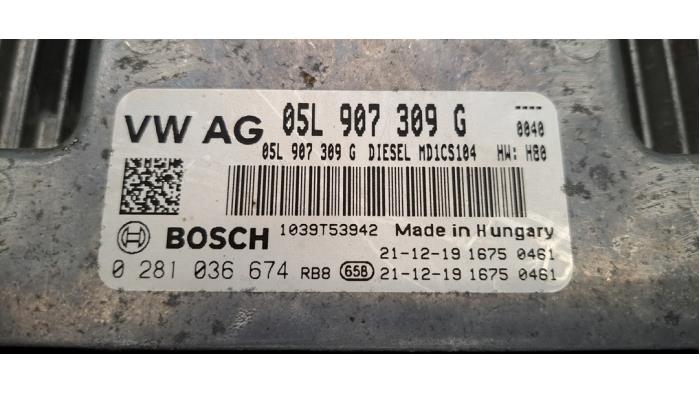 VW AG 05L 907 309 G ----
0040
05L 907 309 G DIESEL MD1CS104 HW: H80
1039T53942 Made in Hungary
BOSCH 21-12-19 1675 0461
0 281 036 674 RB8 65B 21-12-19 1675 0461